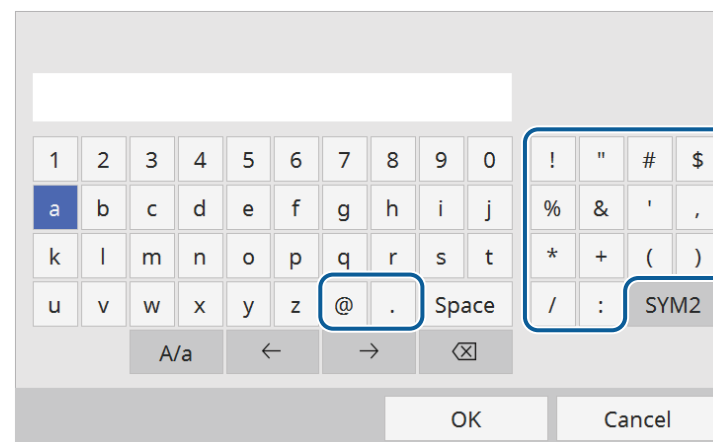 1 2 3 4 5 6 7 8 9 0 ! " # $
a b c d e f g h i j % & ' ,
k l m n o p q r s t * + ( )
u v w x y z @ . Space / : SYM2
A/a ← → ⌫
OK Cancel